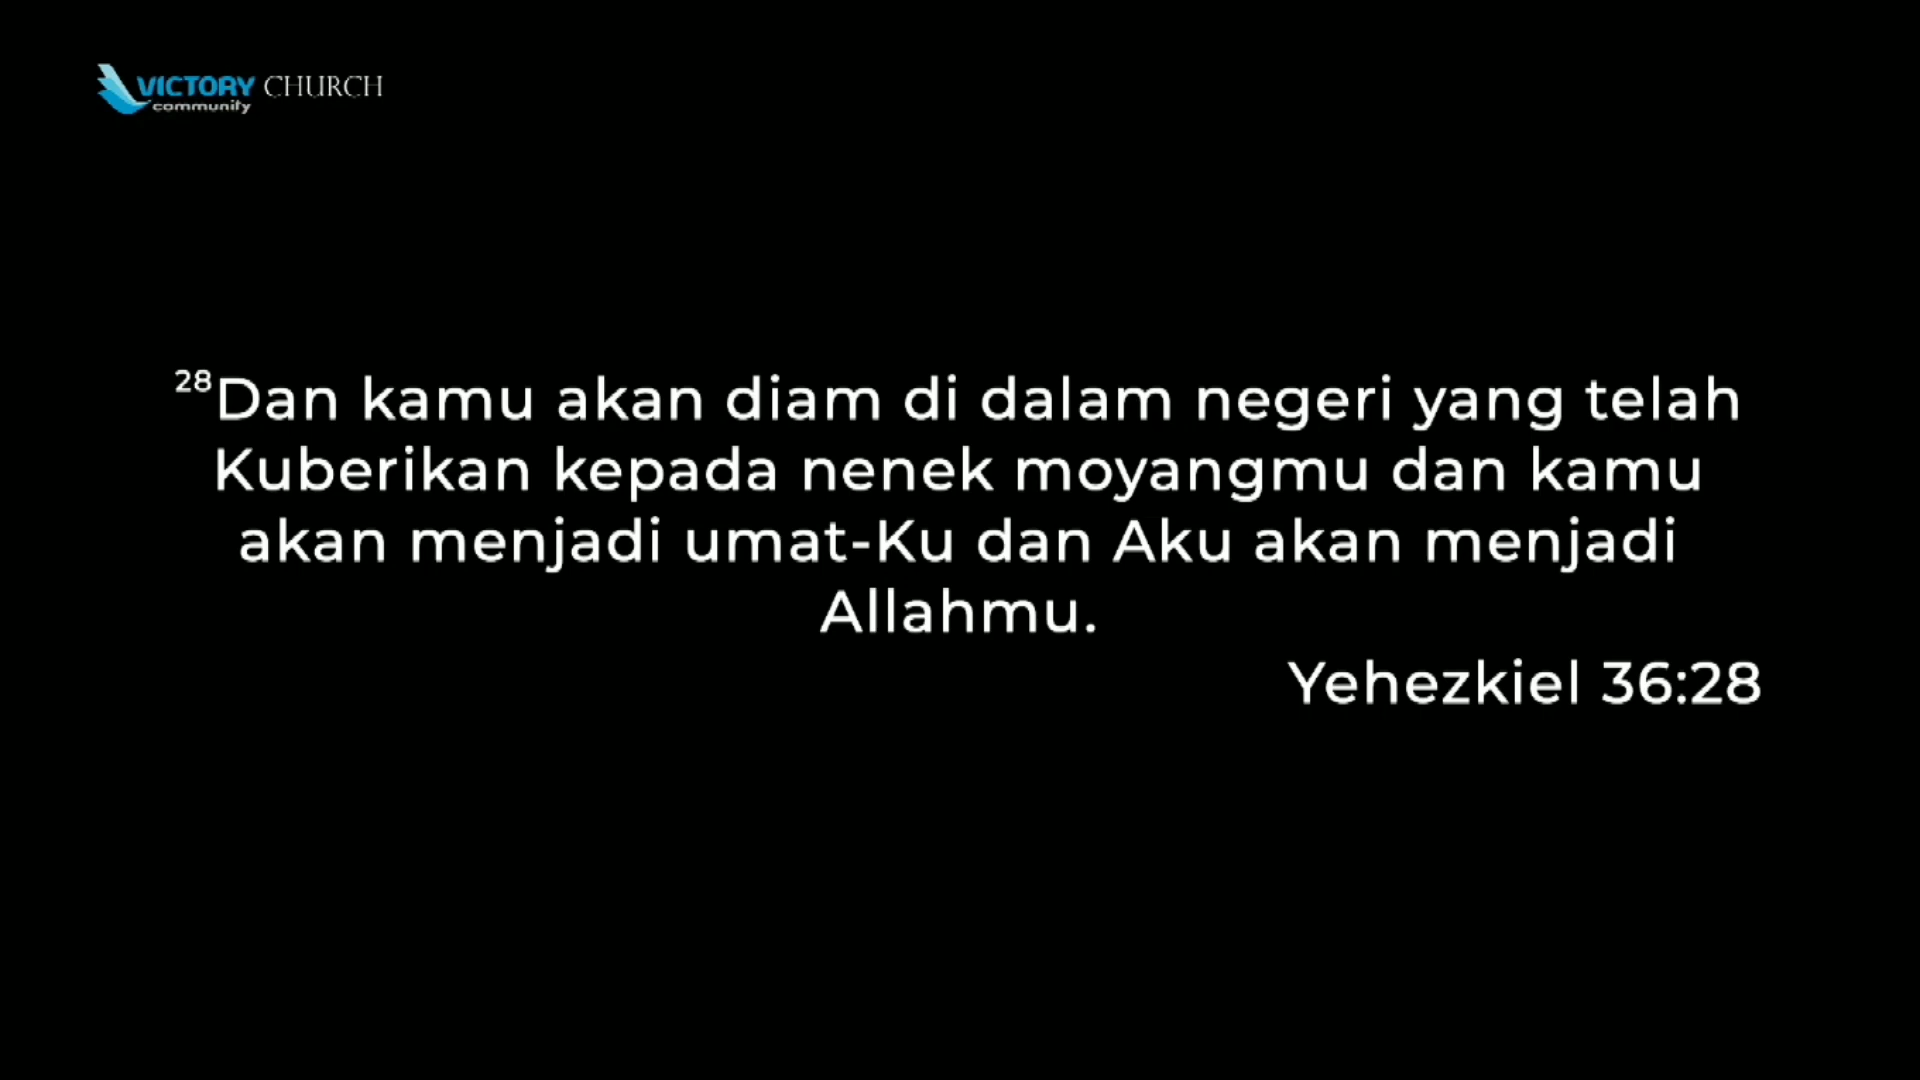 VICTORY CHURCH
community
²⁸Dan kamu akan diam di dalam negeri yang telah
Kuberikan kepada nenek moyangmu dan kamu
akan menjadi umat-Ku dan Aku akan menjadi
Allahmu.
Yehezkiel 36:28